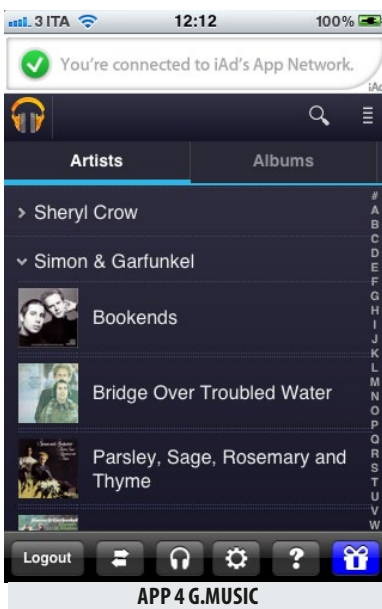 3 ITA 12:12 100%
You're connected to iAd's App Network.
iAd
Artists Albums
Sheryl Crow
Simon & Garfunkel
Bookends
Bridge Over Troubled Water
Parsley, Sage, Rosemary and
Thyme
#
A
B
C
D
E
F
G
H
I
J
K
L
M
N
O
P
Q
R
S
T
U
V
W
Logout ?
APP 4 G.MUSIC